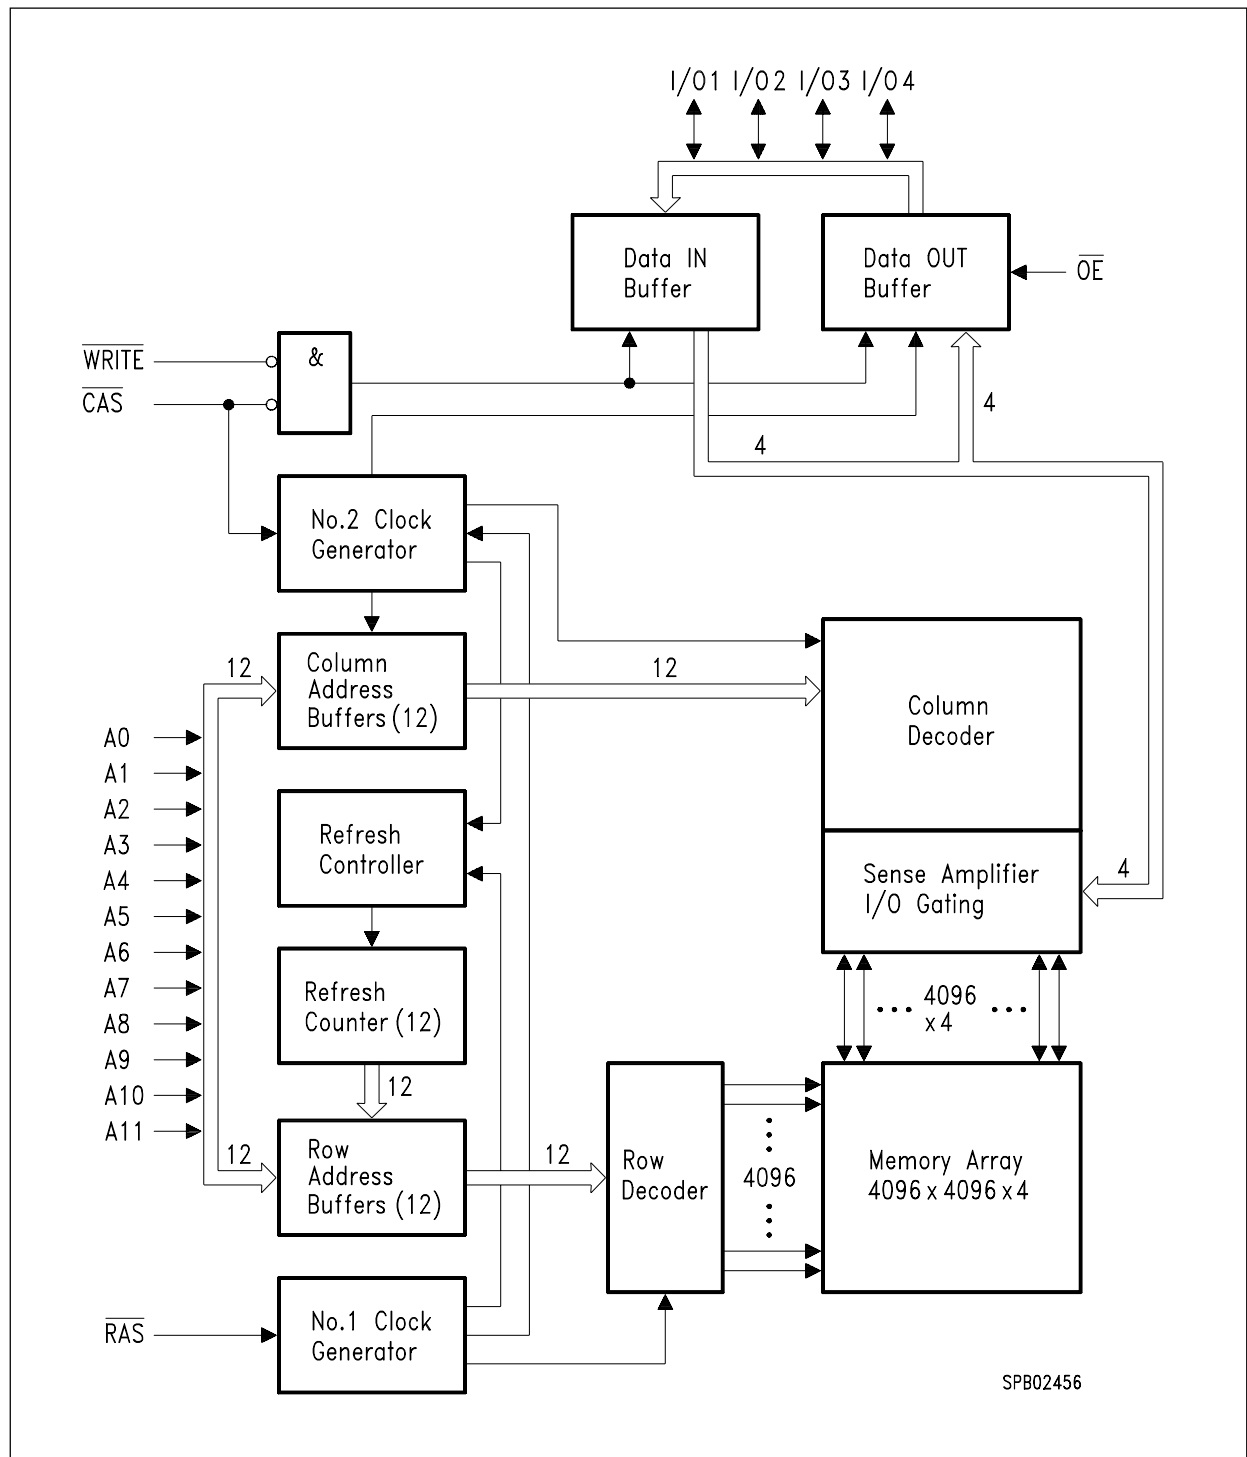 I/O1 I/O2 I/O3 I/O4
Data IN
Buffer
Data OUT
Buffer
OE
WRITE
CAS
&
4
4
No.2 Clock
Generator
Column
Address
Buffers (12)
12
12
Column
Decoder
A0
A1
A2
A3
A4
A5
A6
A7
A8
A9
A10
A11
Refresh
Controller
Sense Amplifier
I/O Gating
4
Refresh
Counter (12)
4096
x4
12
12
Row
Address
Buffers (12)
12
Row
Decoder
4096
Memory Array
4096 x 4096 x 4
RAS
No.1 Clock
Generator
SPB02456